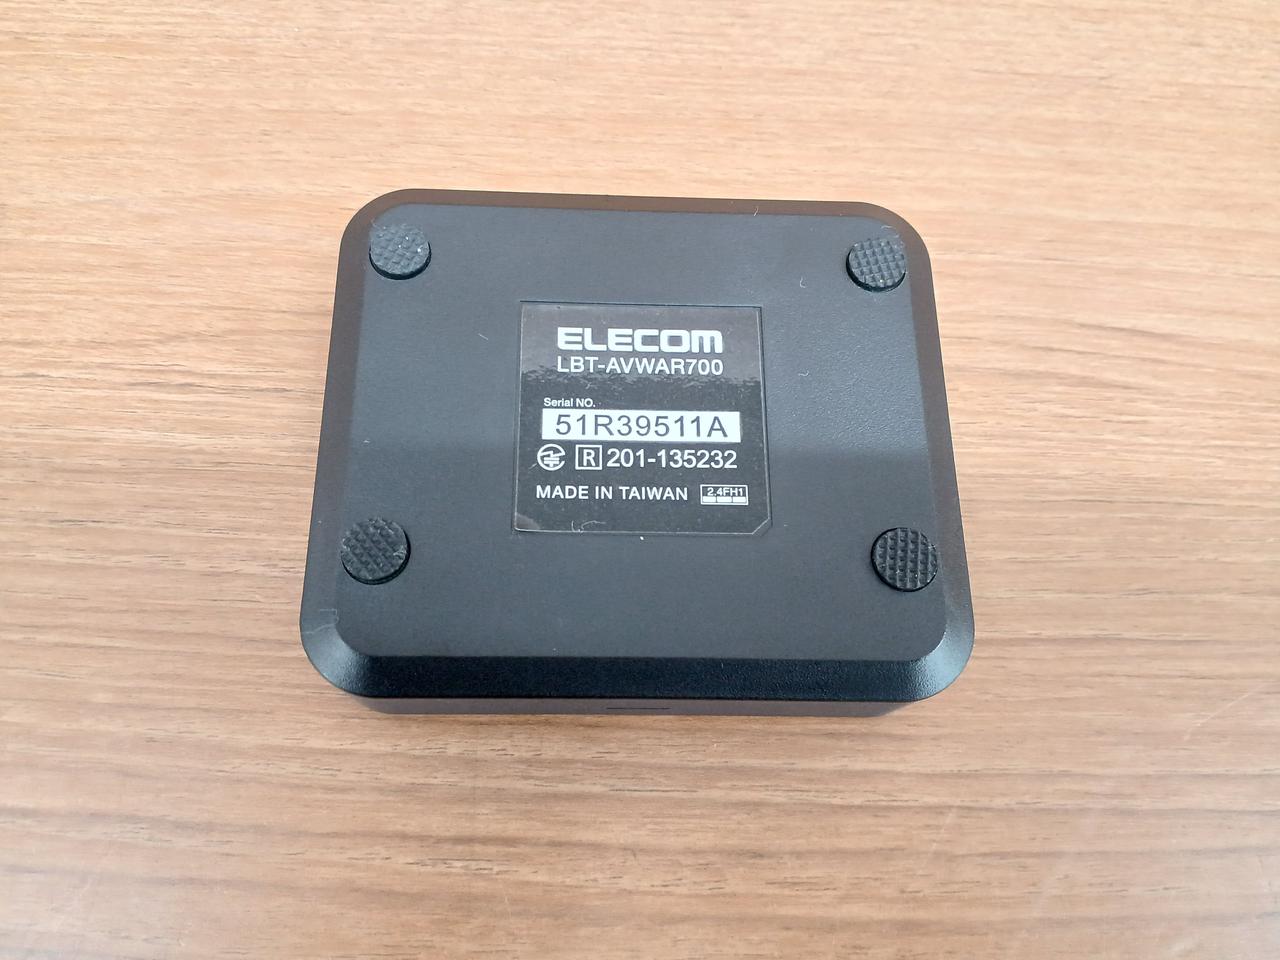 ELECOM
LBT-AVWAR700
Serial NO.
51R39511A
R 201-135232
MADE IN TAIWAN 2.4FH1